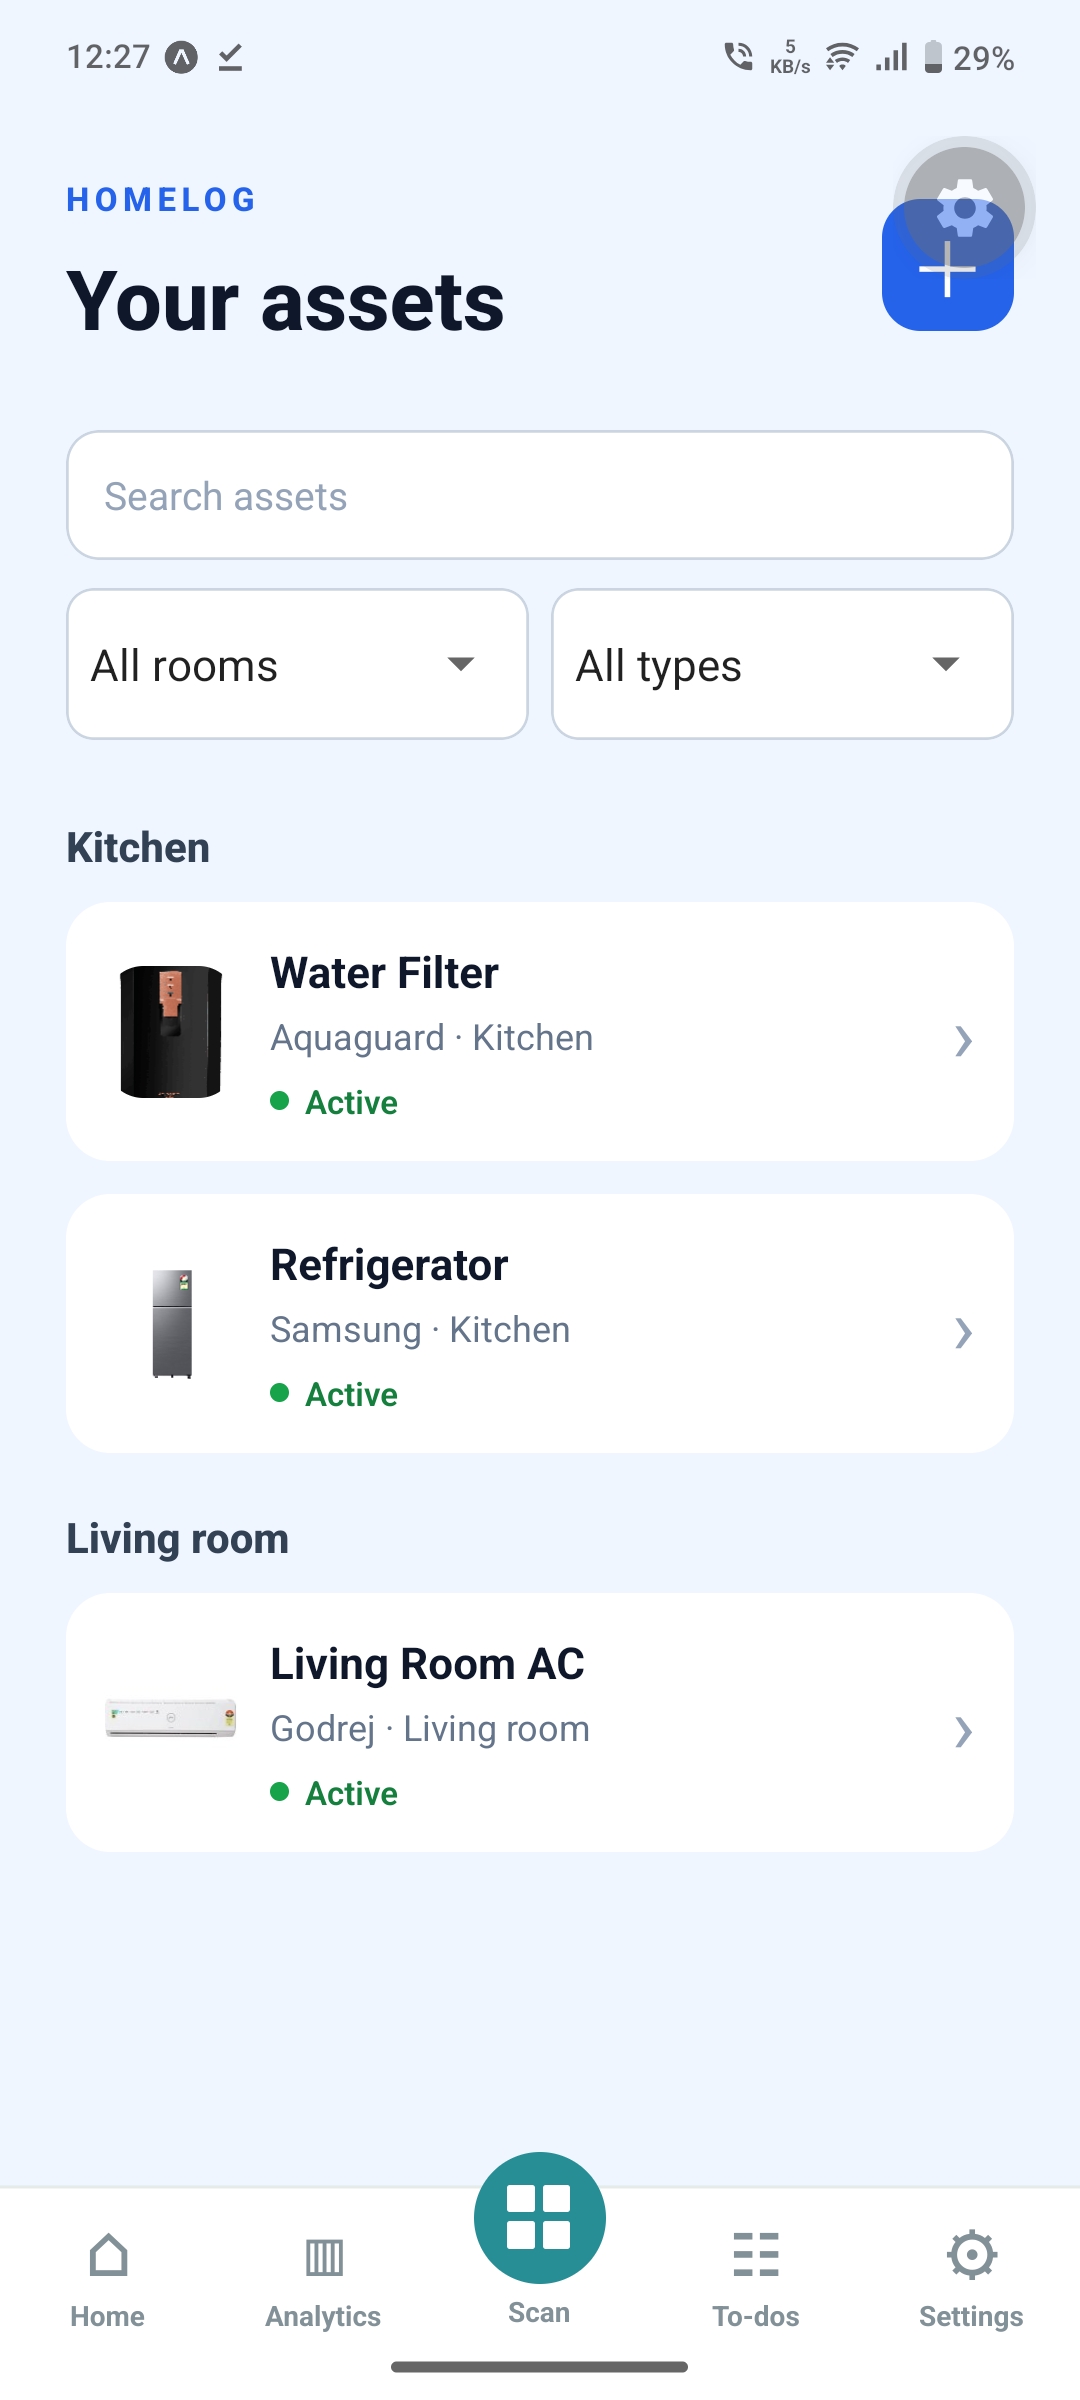 12:27
5
KB/s
29%
HOMELOG
Your assets
Search assets
All rooms
All types
Kitchen
Water Filter
Aquaguard · Kitchen
Active
Refrigerator
Samsung · Kitchen
Active
Living room
Living Room AC
Godrej · Living room
Active
Home
Analytics
Scan
To-dos
Settings